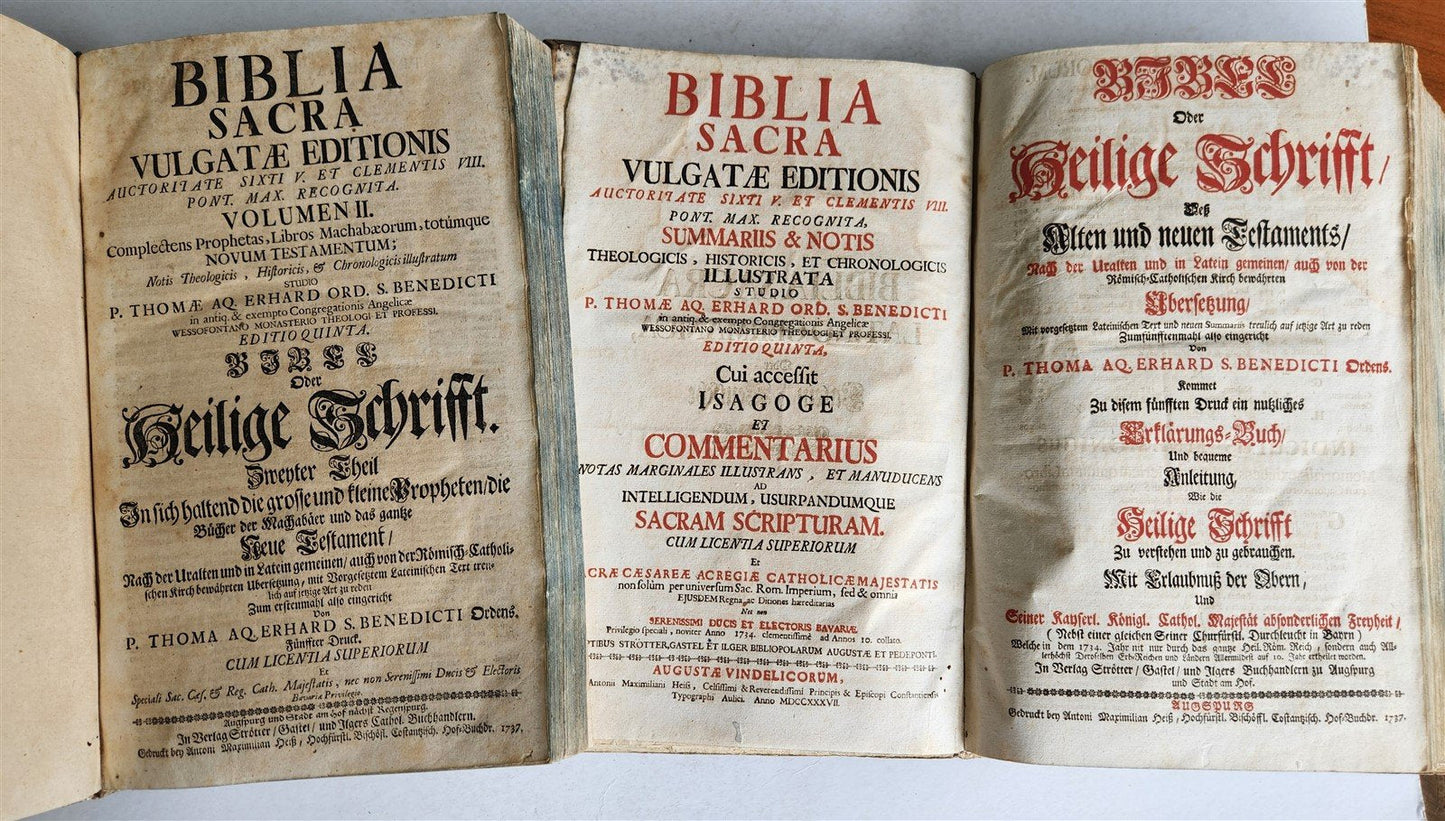 BIBLIA
SACRA
VULGATÆ EDITIONIS
AUCTORITATE SIXTI V. ET CLEMENTIS VIII.
PONT. MAX. RECOGNITA.
VOLUMEN II.
Complectens Prophetas, Libros Machabæorum, totúmque
NOVUM TESTAMENTUM;
Notis Theologicis, Historicis, & Chronologicis illustratum
STUDIO
P. THOMÆ AQ. ERHARD ORD. S. BENEDICTI
in antiq. & exempto Congregationis Angelicæ
WESSOFONTANO MONASTERIO THEOLOGI ET PROFESSI.
EDITIO QUINTA.
BIBEL
Oder
Heilige Schrifft.
Zweyter Theil
In sich haltend die grosse und kleine Propheten/ die
Bücher der Machabäer und das gantze
Neue Testament/
Nach der Uralten und in Latein gemeinen/ auch von der Römisch-Catholi-
schen Kirch bewährten Ubersetzung, mit Vorgesetztem Lateinischen Text treu-
lich auf jetzige Art zu reden
Zum erstenmahl also eingericht
Von
P. THOMA AQ. ERHARD S. BENEDICTI Ordens.
Fünffter Druck.
CUM LICENTIA SUPERIORUM
Et
Speciali Sac. Cæs. & Reg. Cath. Majestatis, nec non Serenissimi Ducis & Electoris
Bavariæ Privilegio.
Augspurg und Stadt am Hof nächst Regenspurg.
In Verlag Strötter/ Gastel/ und Ilgers Cathol. Buchhandlern.
Gedruckt bey Antoni Maximilian Heiß, Hochfürstl. Bischöfl. Costantzisch. Hof-Buchdr. 1737.
BIBLIA
SACRA
VULGATÆ EDITIONIS
AUCTORITATE SIXTI V. ET CLEMENTIS VIII.
PONT. MAX. RECOGNITA,
SUMMARIIS & NOTIS
THEOLOGICIS, HISTORICIS, ET CHRONOLOGICIS
ILLUSTRATA
STUDIO
P. THOMÆ AQ. ERHARD ORD. S. BENEDICTI
in antiq. & exempto Congregationis Angelicæ
WESSOFONTANO MONASTERIO THEOLOGI ET PROFESSI.
EDITIO QUINTA,
Cui accessit
ISAGOGE
ET
COMMENTARIUS
NOTAS MARGINALES ILLUSTRANS, ET MANUDUCENS
AD
INTELLIGENDUM, USURPANDUMQUE
SACRAM SCRIPTURAM.
CUM LICENTIA SUPERIORUM
Et
ACRÆ CÆSAREÆ AC REGIÆ CATHOLICÆ MAJESTATIS
non solùm per universum Sac. Rom. Imperium, sed & omnia
EJUSDEM Regna, ac Ditiones hæreditarias
Nec non
SERENISSIMI DUCIS ET ELECTORIS BAVARIÆ
Privilegio speciali, noviter Anno 1734. clementissimè ad Annos 10. collato.
PTIBUS STRÖTTER, GASTEL ET ILGER BIBLIOPOLARUM AUGUSTÆ ET PEDEPONTI.
AUGUSTÆ VINDELICORUM,
Antonii Maximiliani Heiss, Celsissimi & Reverendissimi Principis & Episcopi Constantiensis
Typographi Aulici. Anno MDCCXXXVII.
BIBEL
Oder
Heilige Schrifft/
Deß
Alten und neuen Testaments/
Nach der Uralten und in Latein gemeinen/ auch von der
Römisch-Catholischen Kirch bewährten
Ubersetzung/
Mit vorgesetztem Lateinischen Text und neuen Summariis treulich auf jetzige Art zu reden
Zumfünfftenmahl also eingericht
Von
P. THOMA AQ. ERHARD S. BENEDICTI Ordens.
Kommet
Zu disem fünfften Druck ein nutzliches
Erklärungs-Buch/
Und bequeme
Anleitung,
Wie die
Heilige Schrifft
Zu verstehen und zu gebrauchen.
Mit Erlaubnuß der Obern,
Und
Seiner Kayserl. Königl. Cathol. Majestät absonderlichen Freyheit/
( Nebst einer gleichen Seiner Churfürstl. Durchleucht in Bayrn )
Welche in dem 1734. Jahr nit nur durch das gantze Heil. Röm. Reich, sondern auch All-
erhöchst Deroselben Erb-Reichen und Ländern Allermildest auf 10. Jahr ertheilet worden.
In Verlag Strötter/ Gastel/ und Ilgers Buchhandlern zu Augspurg
und Stadt am Hof.
AUGSPURG
Gedruckt bey Antoni Maximilian Heiß, Hochfürstl. Bischöffl. Costantzisch. Hof-Buchdr. 1737.